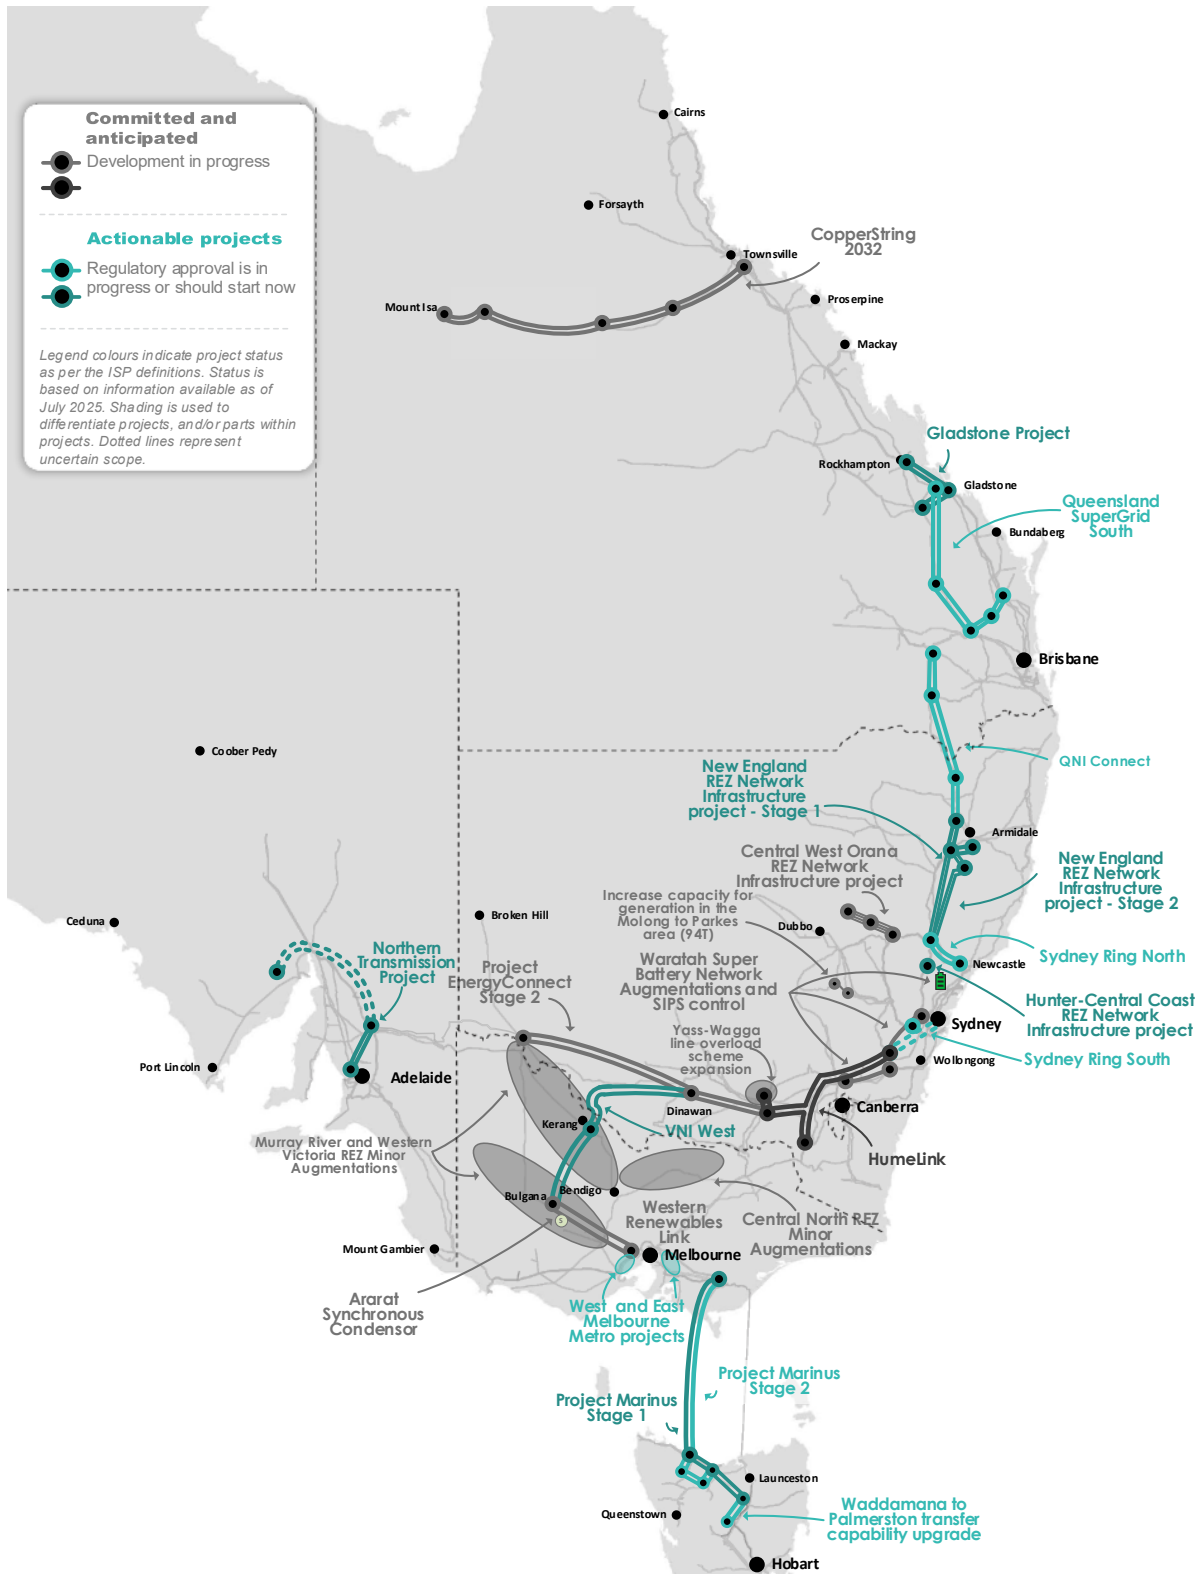 Committed and
anticipated
Development in progress
Actionable projects
Regulatory approval is in
progress or should start now
Legend colours indicate project status
as per the ISP definitions. Status is
based on information available as of
July 2025. Shading is used to
differentiate projects, and/or parts within
projects. Dotted lines represent
uncertain scope.
Cairns
Forsyth
CopperString
2032
Townsville
Mount Isa
Proserpine
Mackay
Gladstone Project
Rockhampton
Gladstone
Queensland
SuperGrid
South
Bundaberg
Brisbane
Coober Pedy
QNI Connect
New England
REZ Network
Infrastructure
project - Stage 1
Armidale
Central West Orana
REZ Network
Infrastructure project
New England
REZ Network
Infrastructure
project - Stage 2
Increase capacity for
generation in the
Molong to Parkes
area (94T)
Ceduna
Broken Hill
Dubbo
Northern
Transmission
Project
Project
EnergyConnect
Stage 2
Waratah Super
Battery Network
Augmentations and
SIPS control
Sydney Ring North
Newcastle
Hunter-Central Coast
REZ Network
Infrastructure project
Sydney
Yass-Wagga
line overload
scheme
expansion
Sydney Ring South
Wollongong
Port Lincoln
Adelaide
Dinawan
Canberra
Kerang
VNI West
Murray River and Western
Victoria REZ Minor
Augmentations
HumeLink
Bulgana
Bendigo
Western
Renewables
Link
Central North REZ
Minor
Augmentations
Mount Gambier
Melbourne
S
Ararat
Synchronous
Condensor
West and East
Melbourne
Metro projects
Project Marinus
Stage 2
Project Marinus
Stage 1
Launceston
Queenstown
Waddamana to
Palmerston transfer
capability upgrade
Hobart